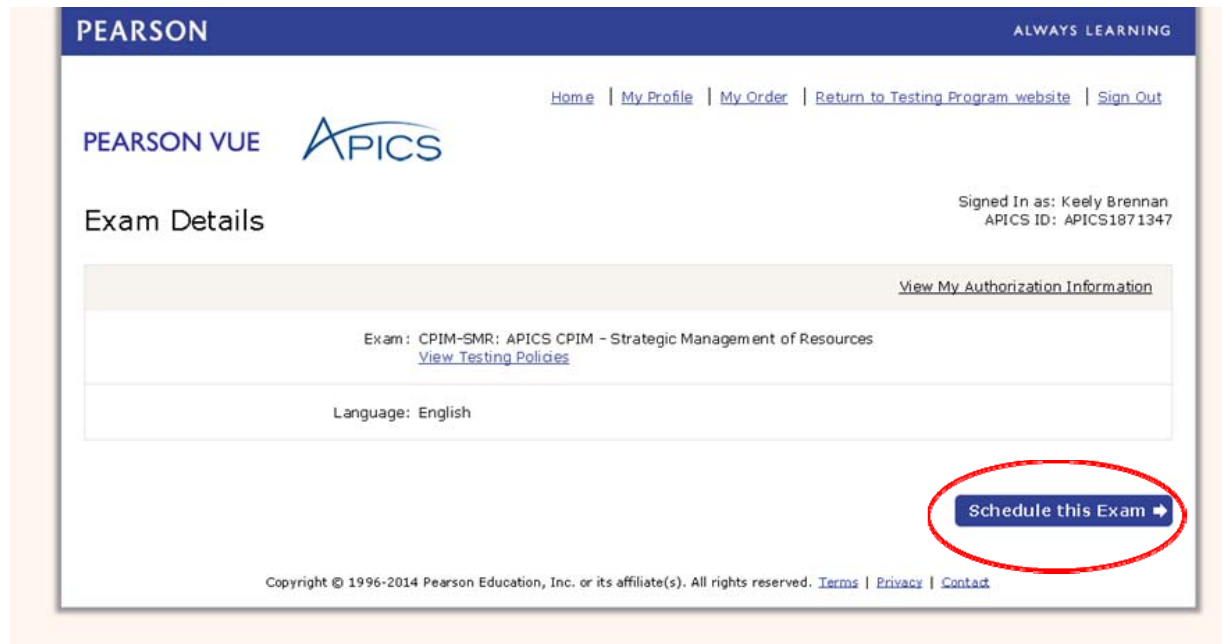 PEARSON
ALWAYS LEARNING
Home | My Profile | My Order | Return to Testing Program website | Sign Out
PEARSON VUE APICS
Signed In as: Keely Brennan
APICS ID: APICS1871347
Exam Details
View My Authorization Information
Exam: CPIM-SMR: APICS CPIM - Strategic Management of Resources
View Testing Policies
Language: English
Schedule this Exam
Copyright © 1996-2014 Pearson Education, Inc. or its affiliate(s). All rights reserved. Terms | Privacy | Contact